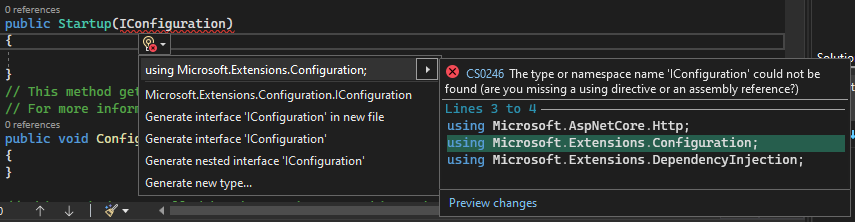 0 references
public Startup(IConfiguration)
{
using Microsoft.Extensions.Configuration;
Microsoft.Extensions.Configuration.IConfiguration
Generate interface 'IConfiguration' in new file
Generate interface 'IConfiguration'
Generate nested interface 'IConfiguration'
Generate new type...
CS0246 The type or namespace name 'IConfiguration' could not be
found (are you missing a using directive or an assembly reference?)
Lines 3 to 4
using Microsoft.AspNetCore.Http;
using Microsoft.Extensions.Configuration;
using Microsoft.Extensions.DependencyInjection;
Preview changes
}
// This method get
// For more infor
0 references
public void Conf
{
}
Solutio